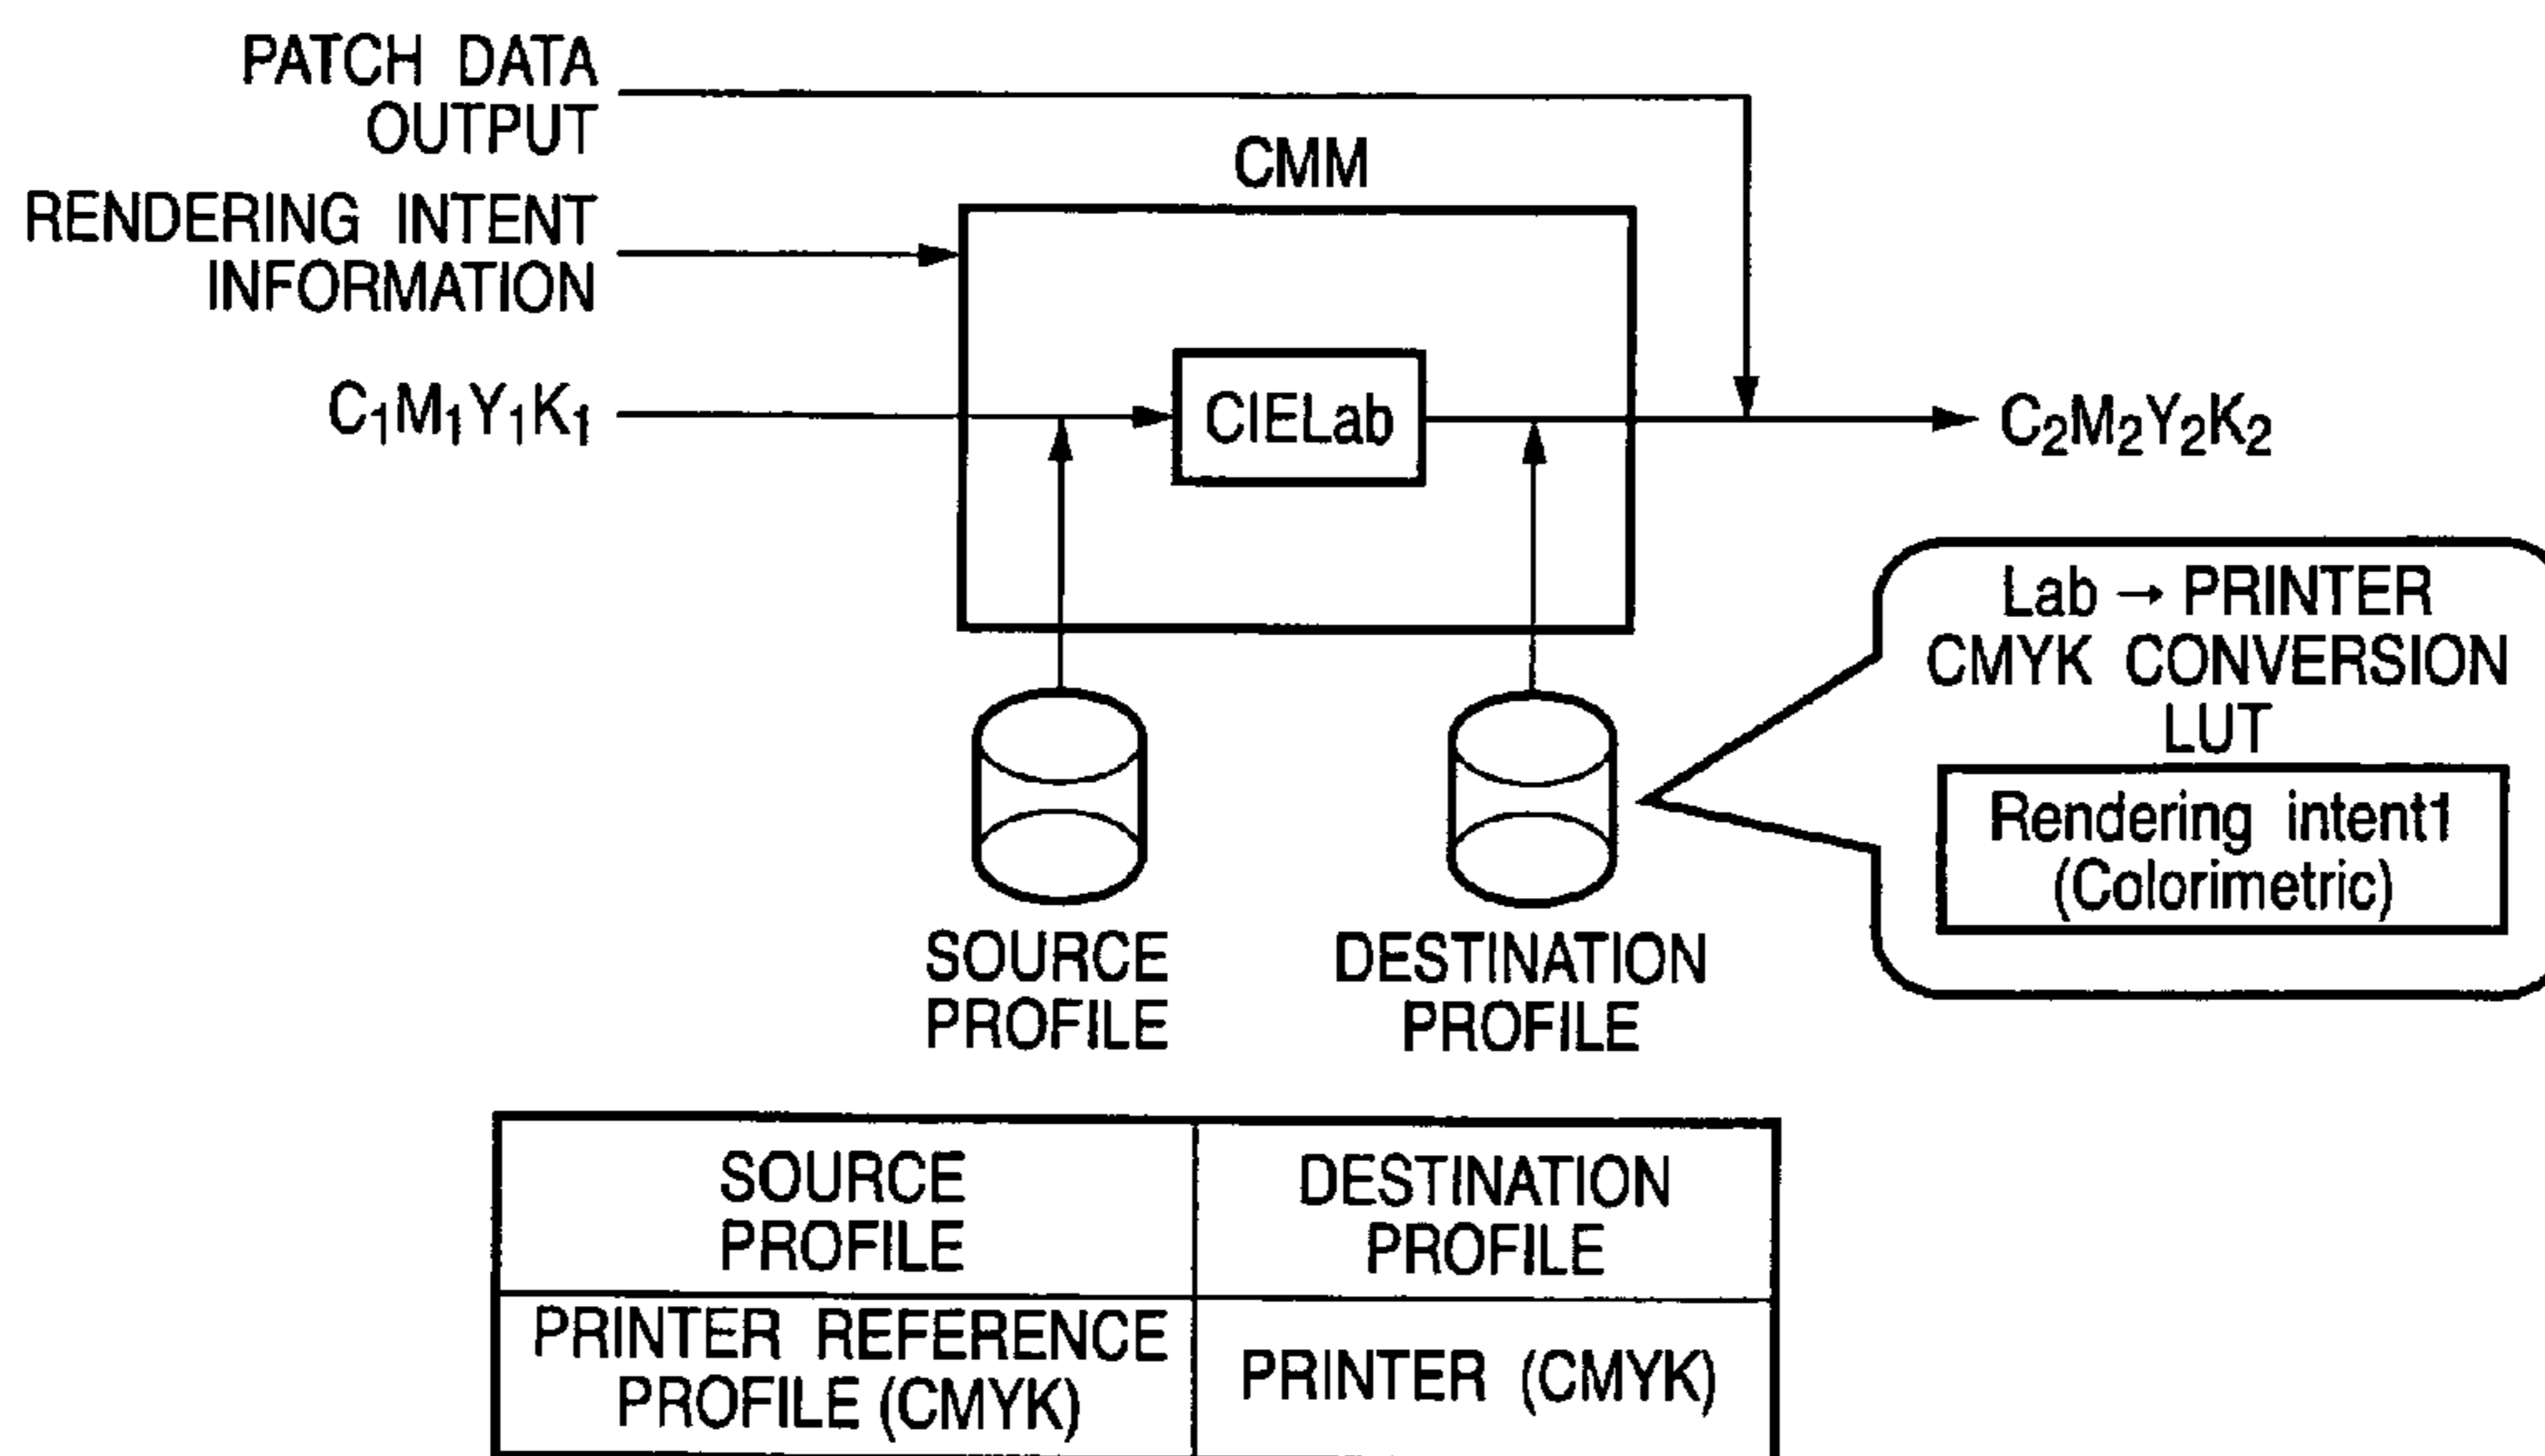 PATCH DATA
OUTPUT
CMM
RENDERING INTENT
INFORMATION
C₁M₁Y₁K₁
CIELab
C₂M₂Y₂K₂
Lab → PRINTER
CMYK CONVERSION
LUT
Rendering intent1
(Colorimetric)
SOURCE
PROFILE
DESTINATION
PROFILE
SOURCE
PROFILE
DESTINATION
PROFILE
PRINTER REFERENCE
PROFILE (CMYK)
PRINTER (CMYK)